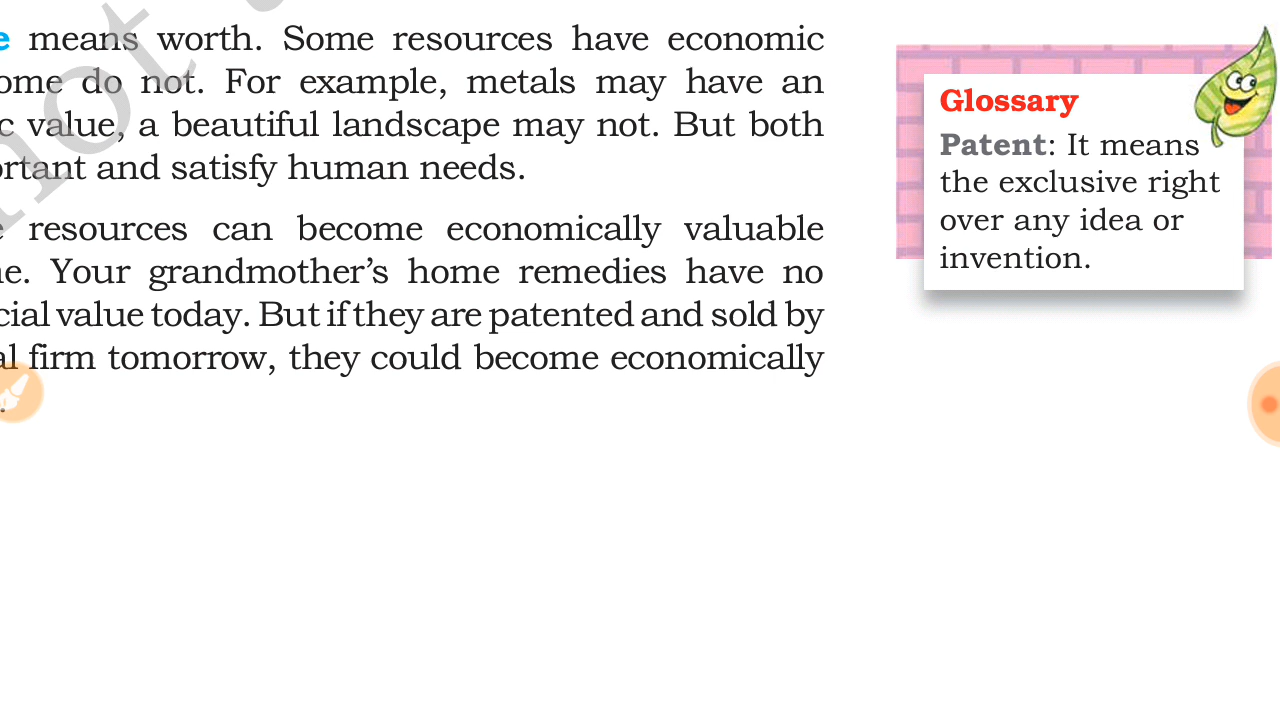 means worth. Some resources have economic
do not. For example, metals may have an
value, a beautiful landscape may not. But both
and satisfy human needs.
resources can become economically valuable
Your grandmother's home remedies have no
value today. But if they are patented and sold by
firm tomorrow, they could become economically
Glossary
Patent: It means
the exclusive right
over any idea or
invention.
not